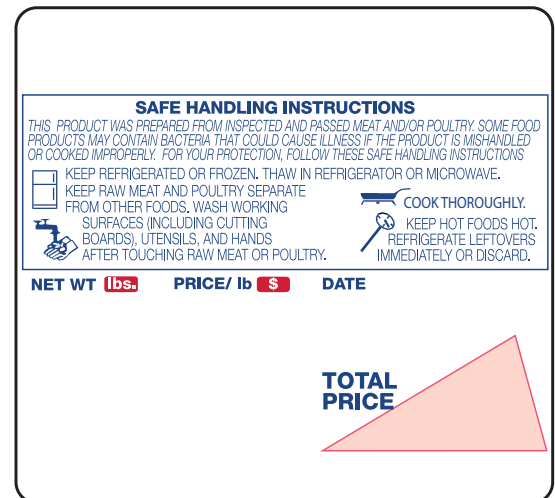 SAFE HANDLING INSTRUCTIONS
THIS PRODUCT WAS PREPARED FROM INSPECTED AND PASSED MEAT AND/OR POULTRY. SOME FOOD
PRODUCTS MAY CONTAIN BACTERIA THAT COULD CAUSE ILLNESS IF THE PRODUCT IS MISHANDLED
OR COOKED IMPROPERLY. FOR YOUR PROTECTION, FOLLOW THESE SAFE HANDLING INSTRUCTIONS
KEEP REFRIGERATED OR FROZEN. THAW IN REFRIGERATOR OR MICROWAVE.
KEEP RAW MEAT AND POULTRY SEPARATE
FROM OTHER FOODS. WASH WORKING
SURFACES (INCLUDING CUTTING
BOARDS), UTENSILS, AND HANDS
AFTER TOUCHING RAW MEAT OR POULTRY.
COOK THOROUGHLY.
KEEP HOT FOODS HOT.
REFRIGERATE LEFTOVERS
IMMEDIATELY OR DISCARD.
NET WT lbs. PRICE/ lb $ DATE
TOTAL
PRICE